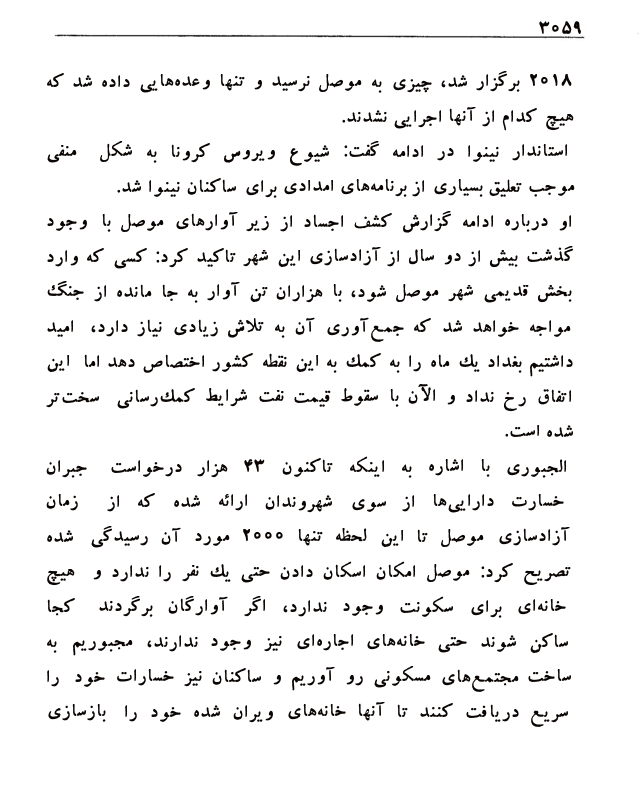 ۳۰۵۹
۲۰۱۸ برگزار شد، چیزی به موصل نرسید و تنها وعده‌هایی داده شد که
هیچ کدام از آنها اجرایی نشدند.
استاندار نینوا در ادامه گفت: شیوع ویروس کرونا به شکل منفی
موجب تعلیق بسیاری از برنامه‌های امدادی برای ساکنان نینوا شد.
او درباره ادامه گزارش کشف اجساد از زیر آوارهای موصل با وجود
گذشت بیش از دو سال از آزادسازی این شهر تاکید کرد: کسی که وارد
بخش قدیمی شهر موصل شود، با هزاران تن آوار به جا مانده از جنگ
مواجه خواهد شد که جمع‌آوری آن به تلاش زیادی نیاز دارد، امید
داشتیم بغداد یك ماه را به کمك به این نقطه کشور اختصاص دهد اما این
اتفاق رخ نداد و الآن با سقوط قیمت نفت شرایط کمك‌رسانی سخت‌تر
شده است.
الجبوری با اشاره به اینکه تاکنون ۴۳ هزار درخواست جبران
خسارت دارایی‌ها از سوی شهروندان ارائه شده که از زمان
آزادسازی موصل تا این لحظه تنها ۲۰۰۰ مورد آن رسیدگی شده
تصریح کرد: موصل امکان اسکان دادن حتی یك نفر را ندارد و هیچ
خانه‌ای برای سکونت وجود ندارد، اگر آوارگان برگردند کجا
ساکن شوند حتی خانه‌های اجاره‌ای نیز وجود ندارند، مجبوریم به
ساخت مجتمع‌های مسکونی رو آوریم و ساکنان نیز خسارات خود را
سریع دریافت کنند تا آنها خانه‌های ویران شده خود را بازسازی